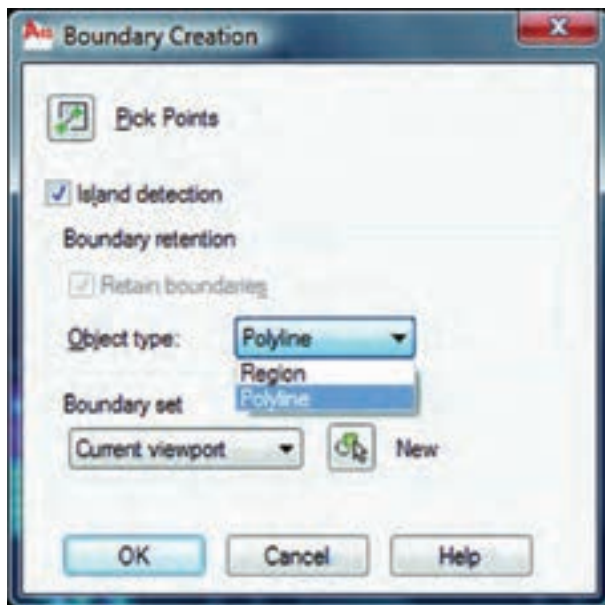 Boundary Creation
Pick Points
Island detection
Boundary retention
Retain boundaries
Object type: Polyline
Region
Polyline
Boundary set
Current viewport New
OK Cancel Help